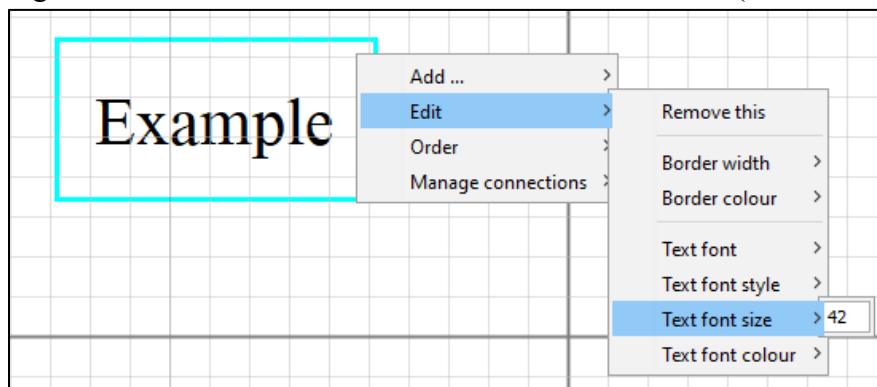 Example
Add ...
Edit
Order
Manage connections
Remove this
Border width
Border colour
Text font
Text font style
Text font size
42
Text font colour